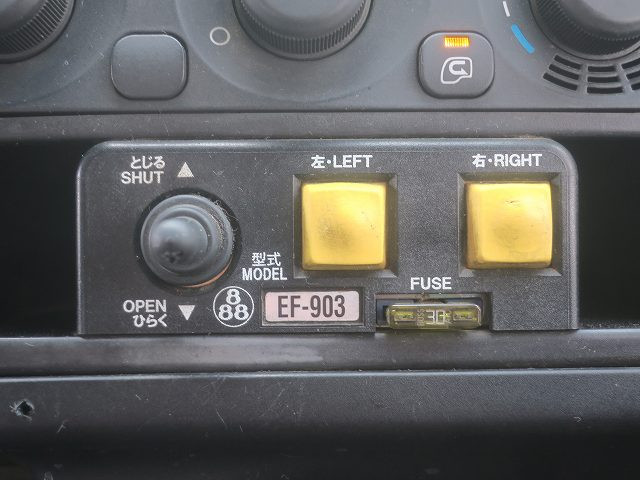 とじる
SHUT ▲
左・LEFT
右・RIGHT
型式
MODEL
OPEN ▼
ひらく
8
88
EF-903
FUSE
30